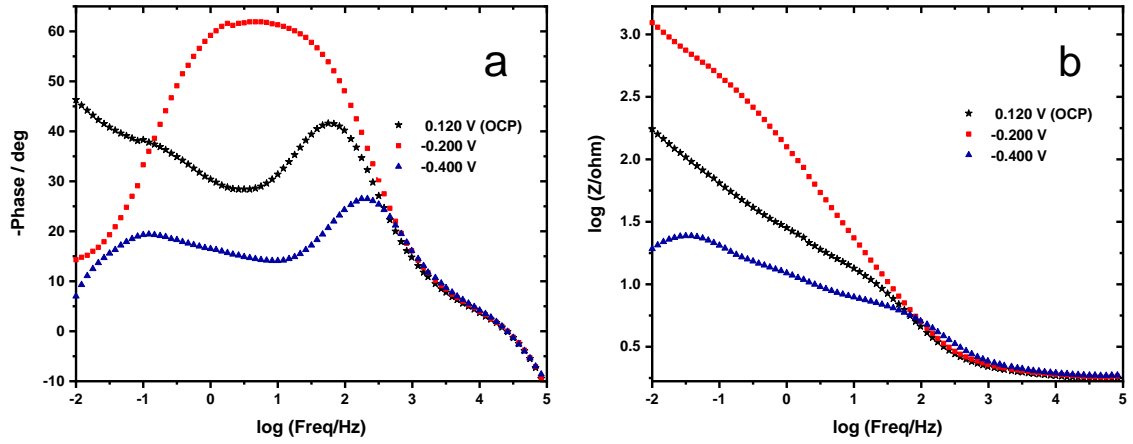 a
-Phase / deg
60
50
40
30
20
10
0
-10
0.120 V (OCP)
-0.200 V
-0.400 V
-2 -1 0 1 2 3 4 5
log (Freq/Hz)
b
log (Z/ohm)
3.0
2.5
2.0
1.5
1.0
0.5
0.120 V (OCP)
-0.200 V
-0.400 V
-2 -1 0 1 2 3 4 5
log (Freq/Hz)